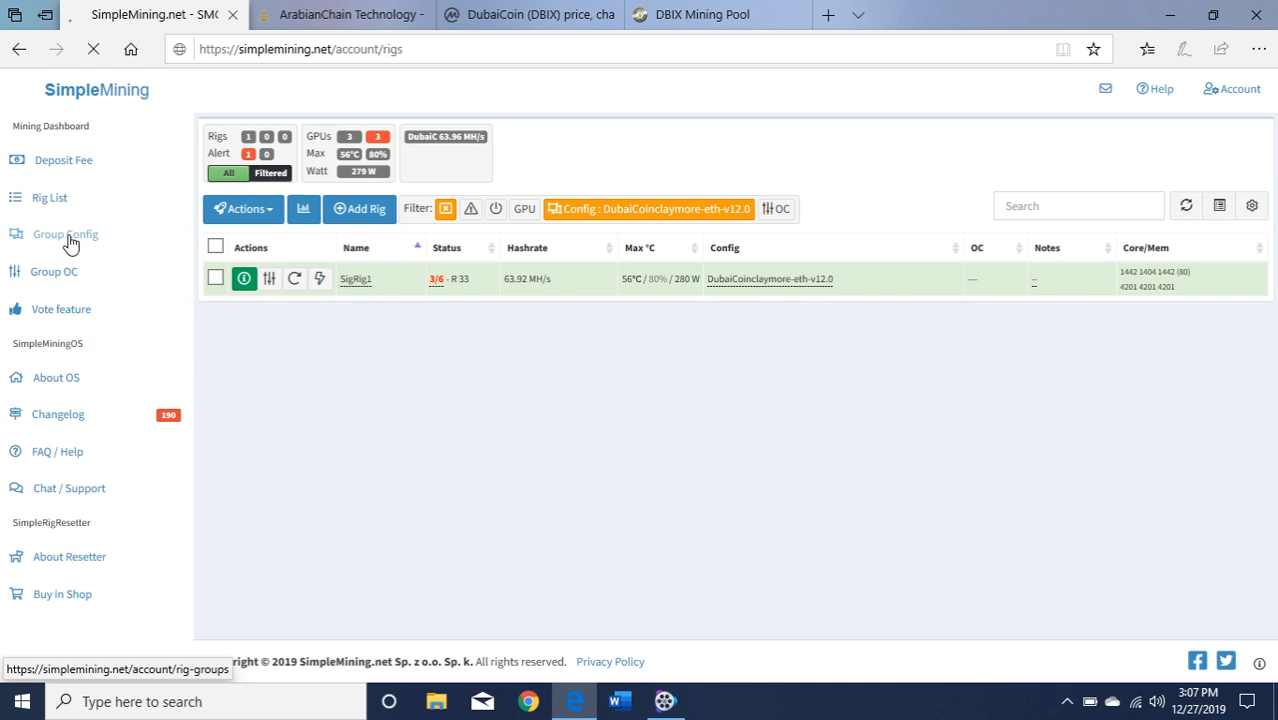 SimpleMining.net - SMC
ArabianChain Technology -
DubaiCoin (DBIX) price, cha
DBIX Mining Pool
https://simplemining.net/account/rigs
SimpleMining
Help
Account
Mining Dashboard
Deposit Fee
Rig List
Group Config
Group OC
Vote feature
SimpleMiningOS
About OS
Changelog 190
FAQ / Help
Chat / Support
SimpleRigResetter
About Resetter
Buy in Shop
Rigs 1 0 0
Alert 1 0
All Filtered
GPUs 3 3
Max 56°C 80%
Watt 279 W
DubaiC 63.96 MH/s
Actions
Add Rig
Filter:
GPU
Config : DubaiCoinclaymore-eth-v12.0
OC
Search
Actions Name Status Hashrate Max °C Config OC Notes Core/Mem
SigRig1 3/6 - R 33 63.92 MH/s 56°C / 80% / 280 W DubaiCoinclaymore-eth-v12.0 — -- 1442 1404 1442 (80)
4201 4201 4201
https://simplemining.net/account/rig-groups
right © 2019 SimpleMining.net Sp. z o.o. Sp. k. All rights reserved. Privacy Policy
Type here to search
3:07 PM
12/27/2019